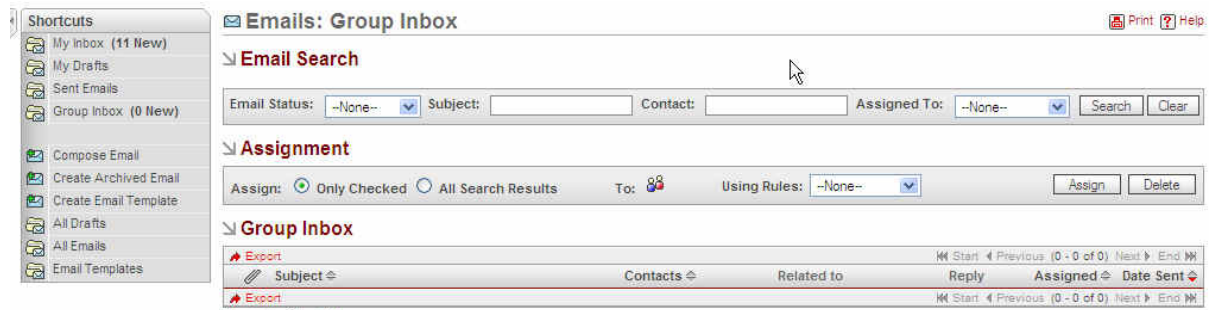 Shortcuts
My Inbox (11 New)
My Drafts
Sent Emails
Group Inbox (0 New)
Compose Email
Create Archived Email
Create Email Template
All Drafts
All Emails
Email Templates
Emails: Group Inbox
Print ? Help
Email Search
Email Status: --None-- Subject: Contact: Assigned To: --None-- Search Clear
Assignment
Assign: Only Checked All Search Results To: Using Rules: --None-- Assign Delete
Group Inbox
Export Start Previous (0 - 0 of 0) Next End
Subject Contacts Related to Reply Assigned Date Sent
Export Start Previous (0 - 0 of 0) Next End